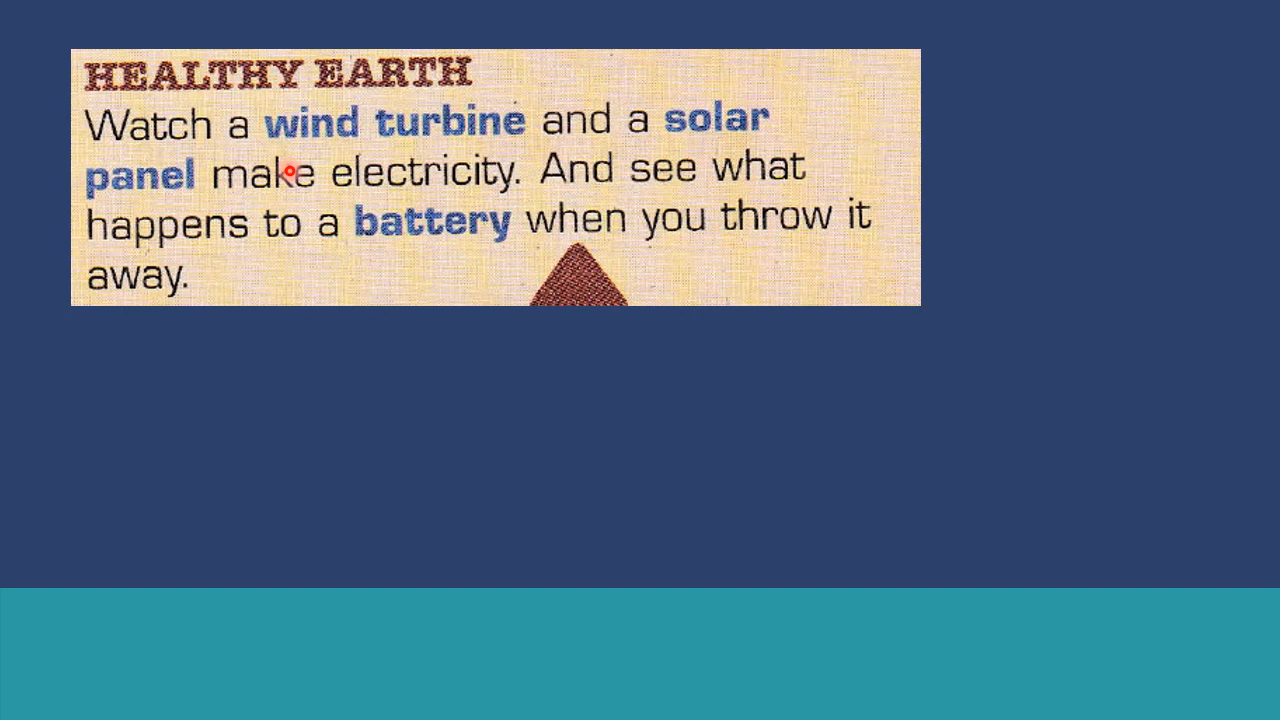 HEALTHY EARTH
Watch a wind turbine and a solar
panel make electricity. And see what
happens to a battery when you throw it
away.